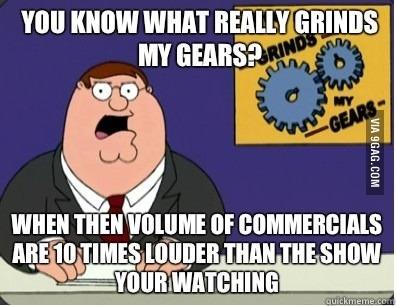 YOU KNOW WHAT REALLY GRINDS
MY GEARS?
GRINDS
MY
GEARS
VIA 9GAG.COM
WHEN THEN VOLUME OF COMMERCIALS
ARE 10 TIMES LOUDER THAN THE SHOW
YOUR WATCHING
quickmeme.com